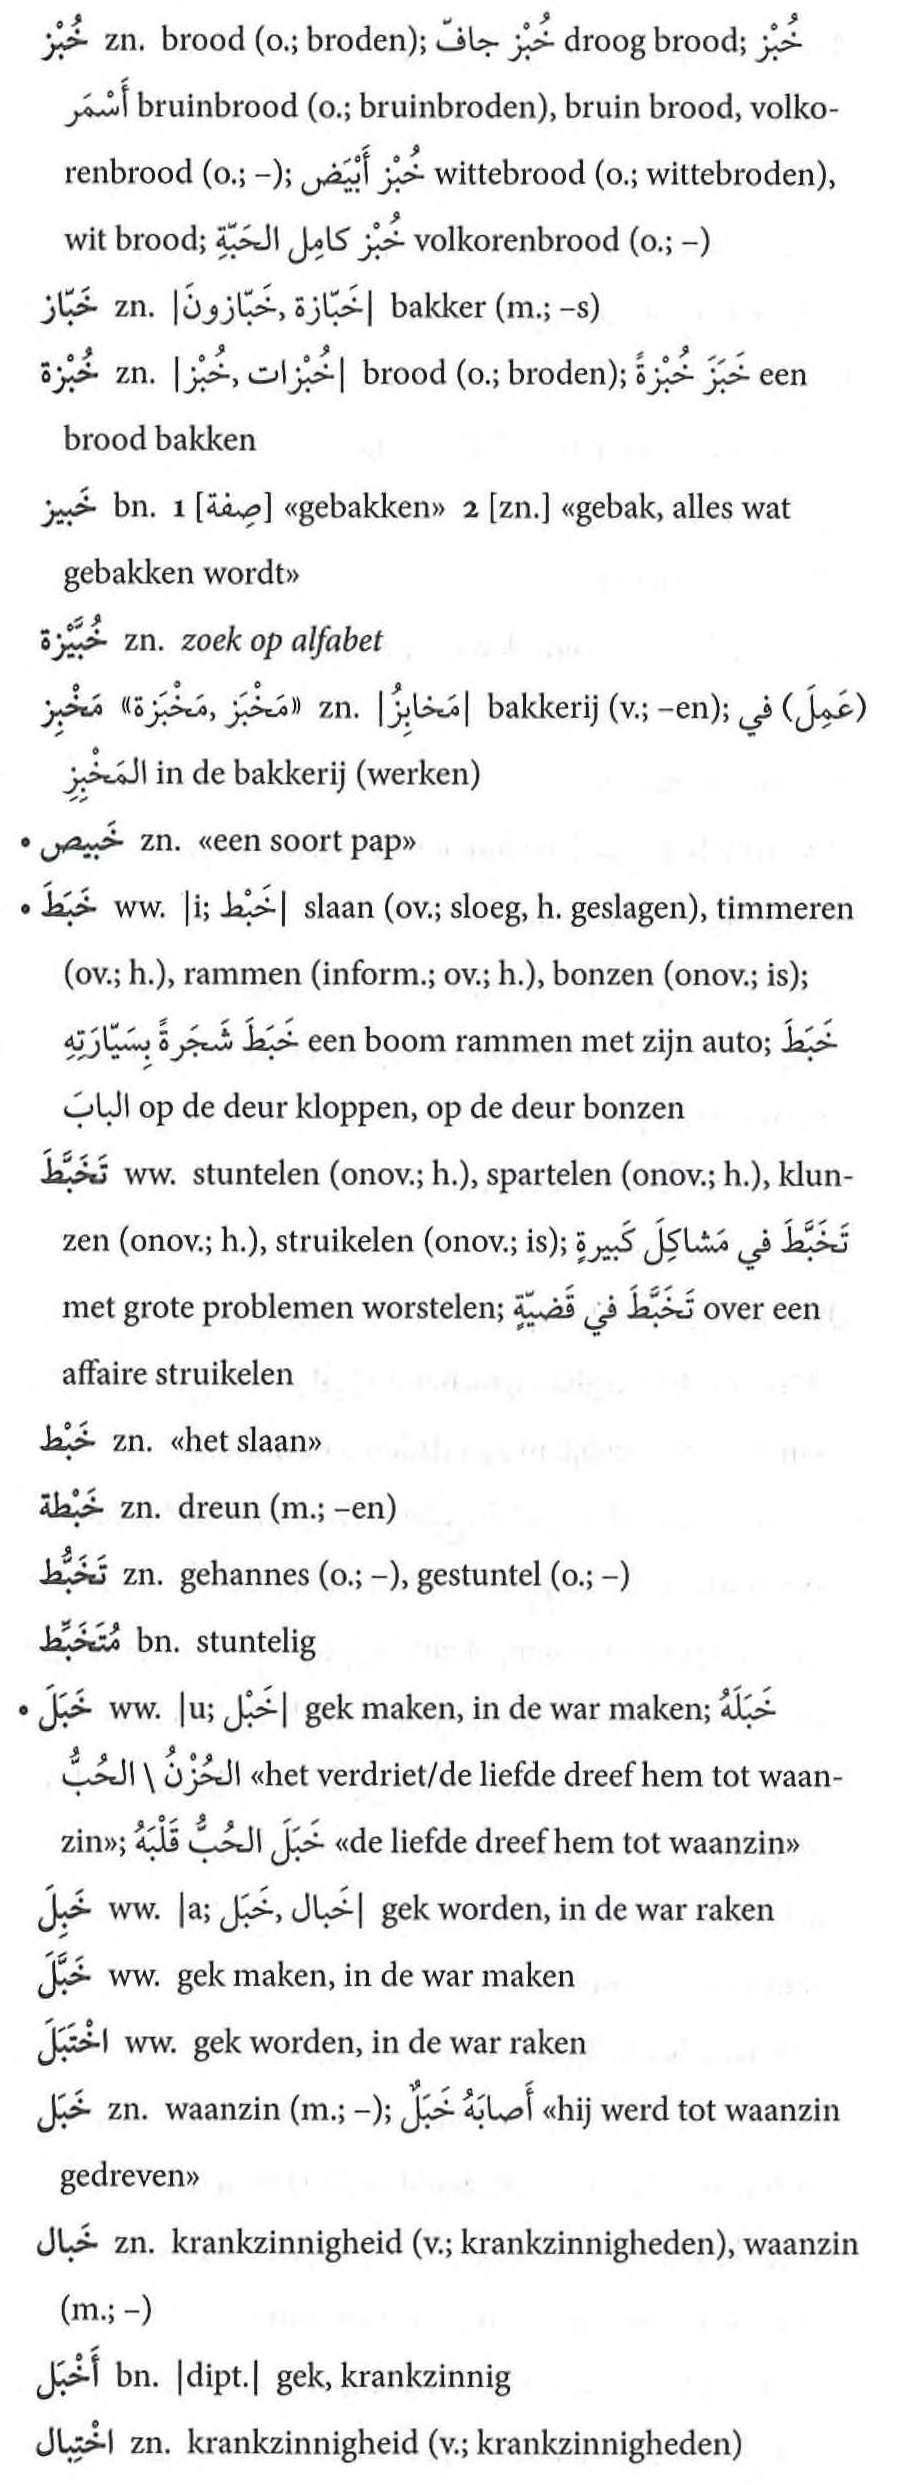 خُبْز zn. brood (o.; broden); خُبْز جافّ droog brood; خُبْز
أَسْمَر bruinbrood (o.; bruinbroden), bruin brood, volko-
renbrood (o.; –); خُبْز أَبْيَض wittebrood (o.; wittebroden),
wit brood; خُبْز كامِل الحَبّة volkorenbrood (o.; –)
خَبّاز zn. |خَبّازة, خَبّازونَ| bakker (m.; –s)
خُبْزة zn. |خُبْزات, خُبْز| brood (o.; broden); خَبَزَ خُبْزةً een
brood bakken
خَبيز bn. 1 [صِفة] «gebakken» 2 [zn.] «gebak, alles wat
gebakken wordt»
خُبَّيْزة zn. zoek op alfabet
مَخْبِز «مَخْبَز, مَخْبَزة» zn. |مَخابِزُ| bakkerij (v.; –en); (عَمِلَ) في
المَخْبِزِ in de bakkerij (werken)
• خَبيص zn. «een soort pap»
• خَبَطَ ww. |i; خَبْط| slaan (ov.; sloeg, h. geslagen), timmeren
(ov.; h.), rammen (inform.; ov.; h.), bonzen (onov.; is);
خَبَطَ شَجَرةً بِسَيّارَتِهِ een boom rammen met zijn auto; خَبَطَ
البابَ op de deur kloppen, op de deur bonzen
تَخَبَّطَ ww. stuntelen (onov.; h.), spartelen (onov.; h.), klun-
zen (onov.; h.), struikelen (onov.; is); تَخَبَّطَ في مَشاكِلَ كَبيرةٍ
met grote problemen worstelen; تَخَبَّطَ في قَضيّةٍ over een
affaire struikelen
خَبْط zn. «het slaan»
خَبْطة zn. dreun (m.; –en)
تَخَبُّط zn. gehannes (o.; –), gestuntel (o.; –)
مُتَخَبِّط bn. stuntelig
• خَبَلَ ww. |u; خَبْل| gek maken, in de war maken; خَبَلَهُ
الحُزْنُ \ الحُبُّ «het verdriet/de liefde dreef hem tot waan-
zin»; خَبَلَ الحُبُّ قَلْبَهُ «de liefde dreef hem tot waanzin»
خَبِلَ ww. |a; خَبال, خَبَل| gek worden, in de war raken
خَبَّلَ ww. gek maken, in de war maken
اخْتَبَلَ ww. gek worden, in de war raken
خَبَل zn. waanzin (m.; –); أَصابَهُ خَبَلٌ «hij werd tot waanzin
gedreven»
خَبال zn. krankzinnigheid (v.; krankzinnigheden), waanzin
(m.; –)
أَخْبَل bn. |dipt.| gek, krankzinnig
اخْتِبال zn. krankzinnigheid (v.; krankzinnigheden)